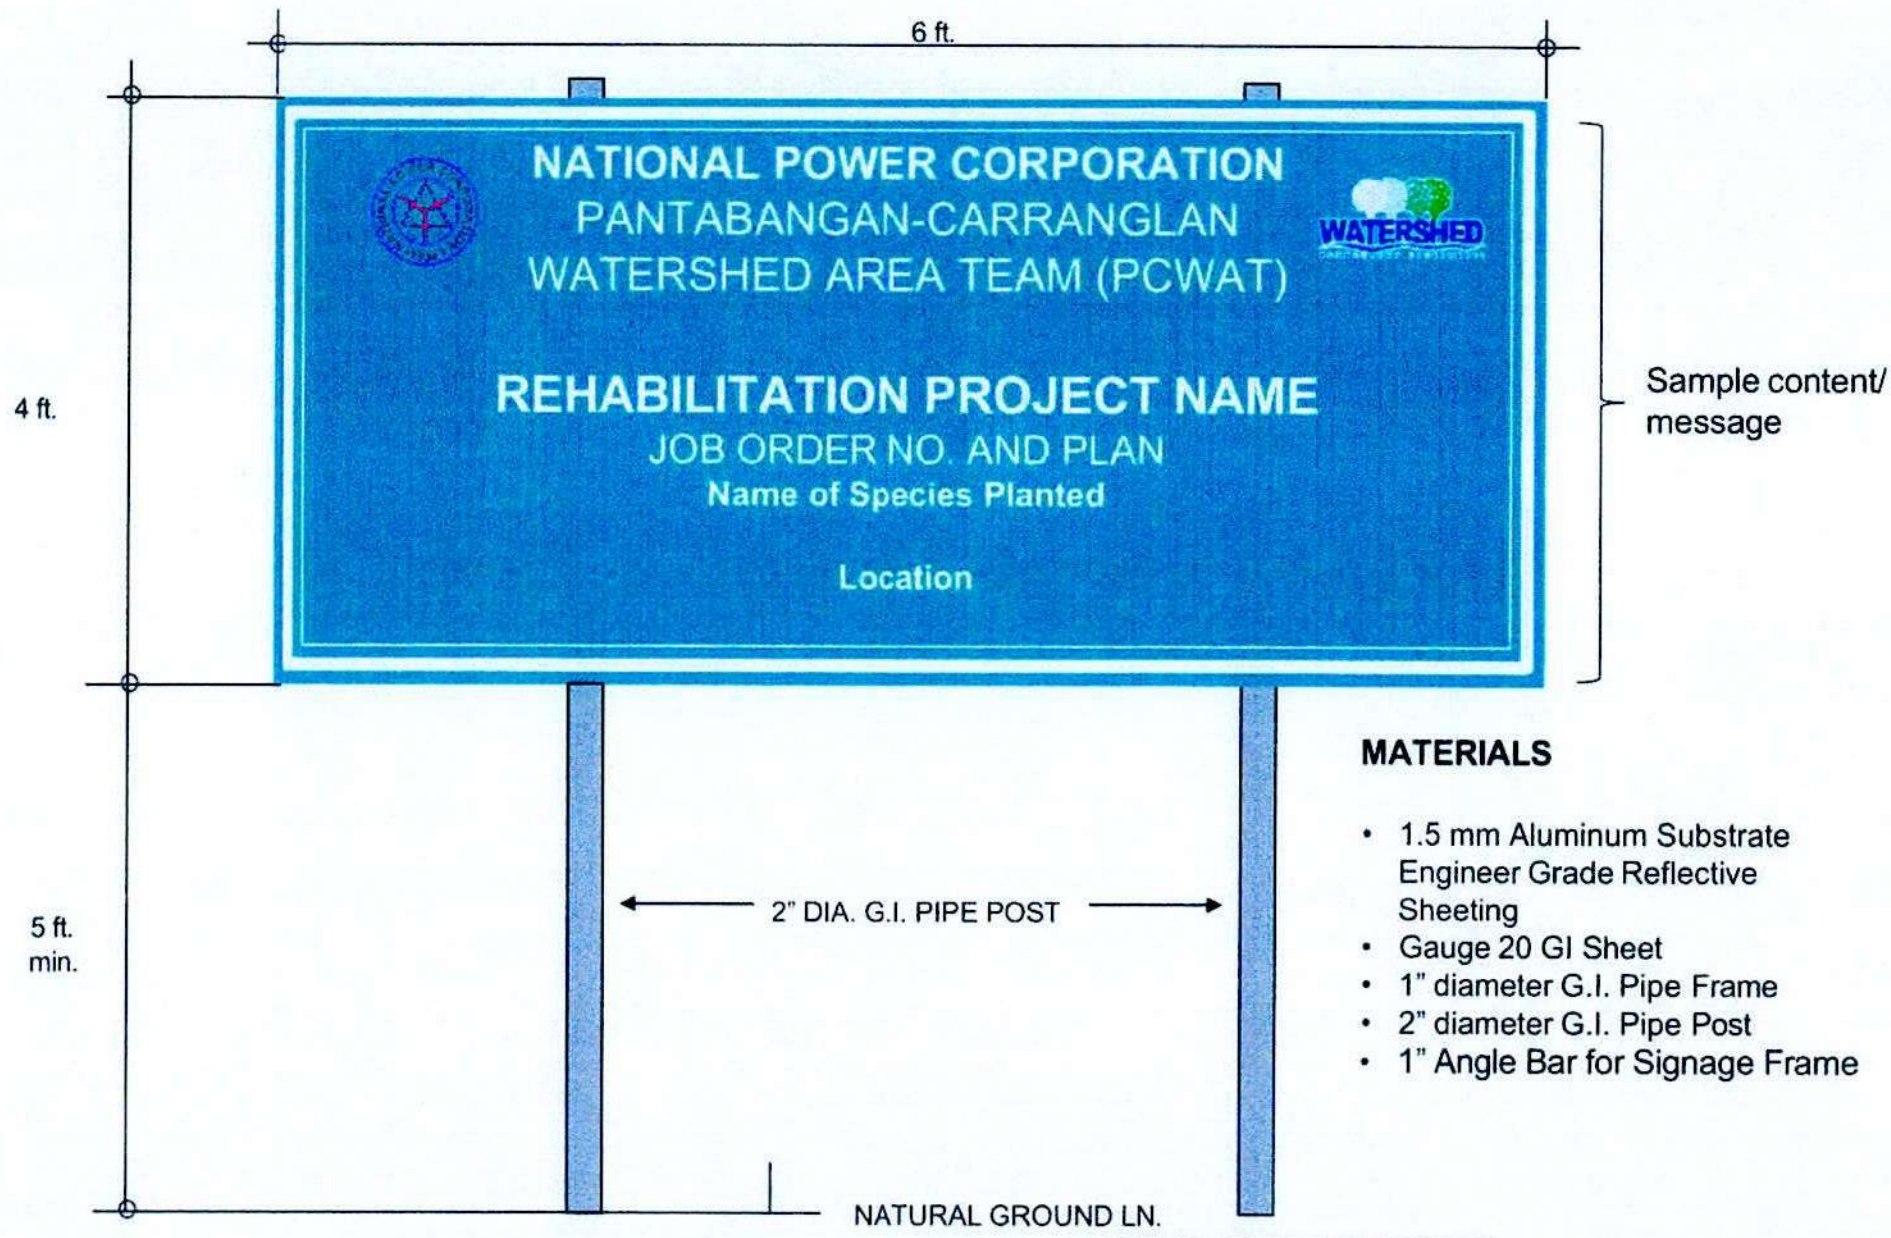 6 ft.
4 ft.
NATIONAL POWER CORPORATION
PANTABANGAN-CARRANGLAN
WATERSHED AREA TEAM (PCWAT)
WATERSHED
REHABILITATION PROJECT NAME
JOB ORDER NO. AND PLAN
Name of Species Planted
Location
Sample content/
message
5 ft.
min.
2” DIA. G.I. PIPE POST
NATURAL GROUND LN.
MATERIALS
• 1.5 mm Aluminum Substrate
Engineer Grade Reflective
Sheeting
• Gauge 20 GI Sheet
• 1” diameter G.I. Pipe Frame
• 2” diameter G.I. Pipe Post
• 1” Angle Bar for Signage Frame